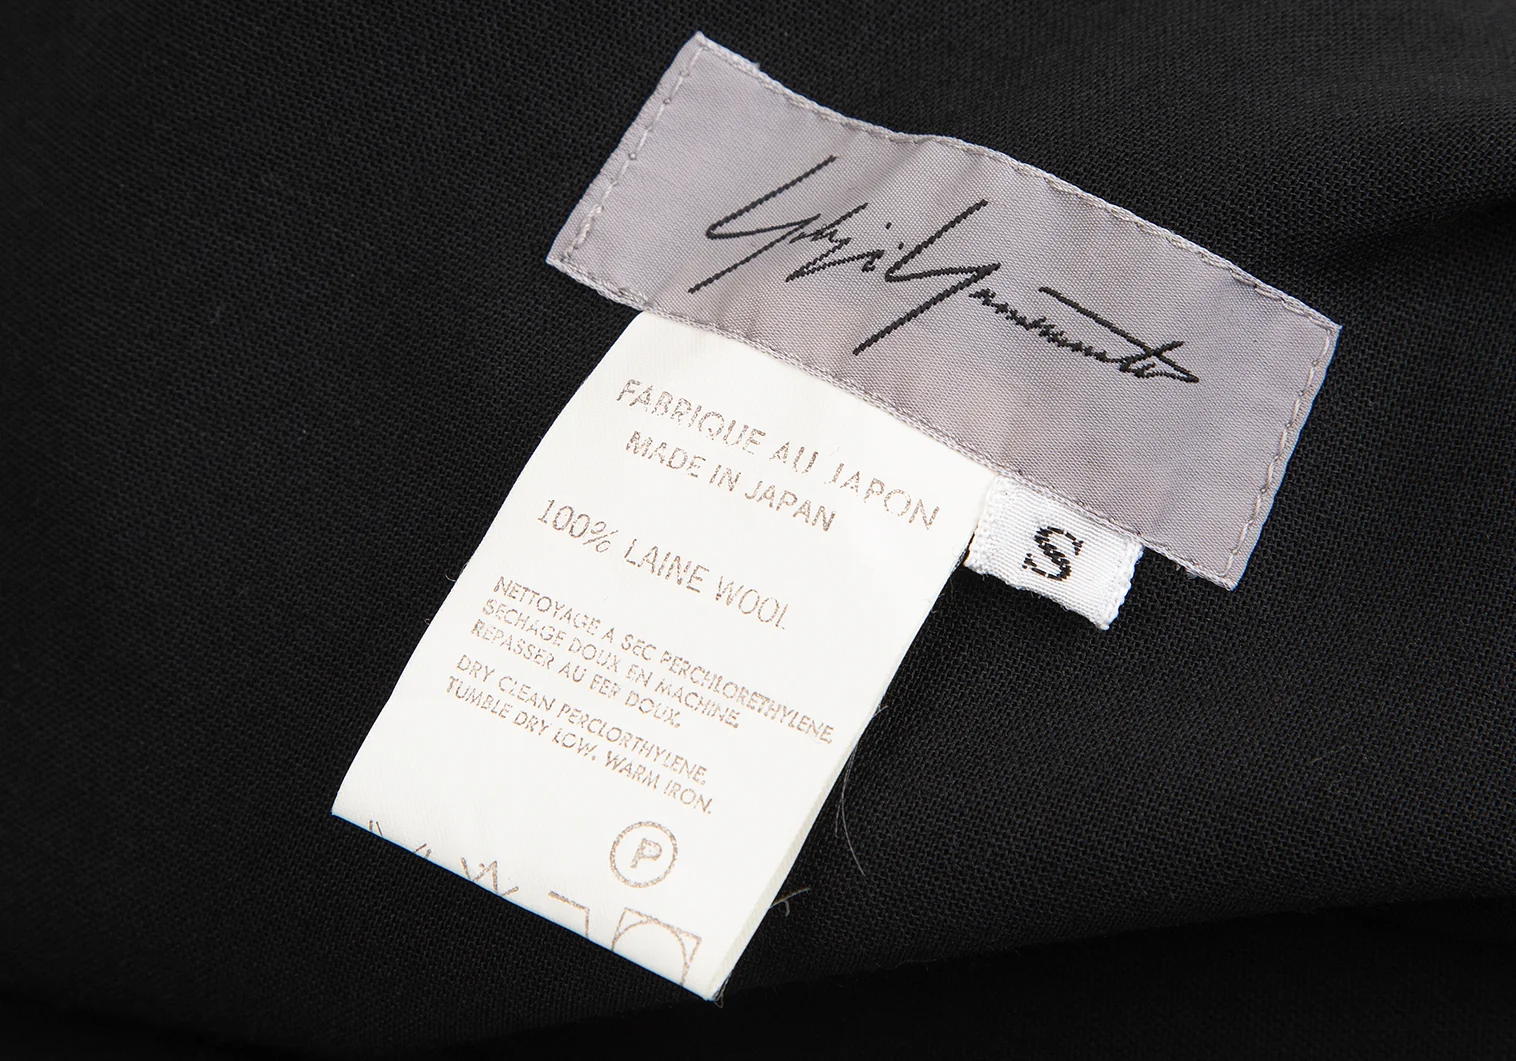 Yohji Yamamoto
FABRIQUE AU JAPON
MADE IN JAPAN
100% LAINE WOOL
NETTOYAGE A SEC PERCHLORETHYLENE.
SECHAGE DOUX EN MACHINE.
REPASSER AU FER DOUX.
DRY CLEAN PERCLORTHYLENE.
TUMBLE DRY LOW. WARM IRON.
P
S